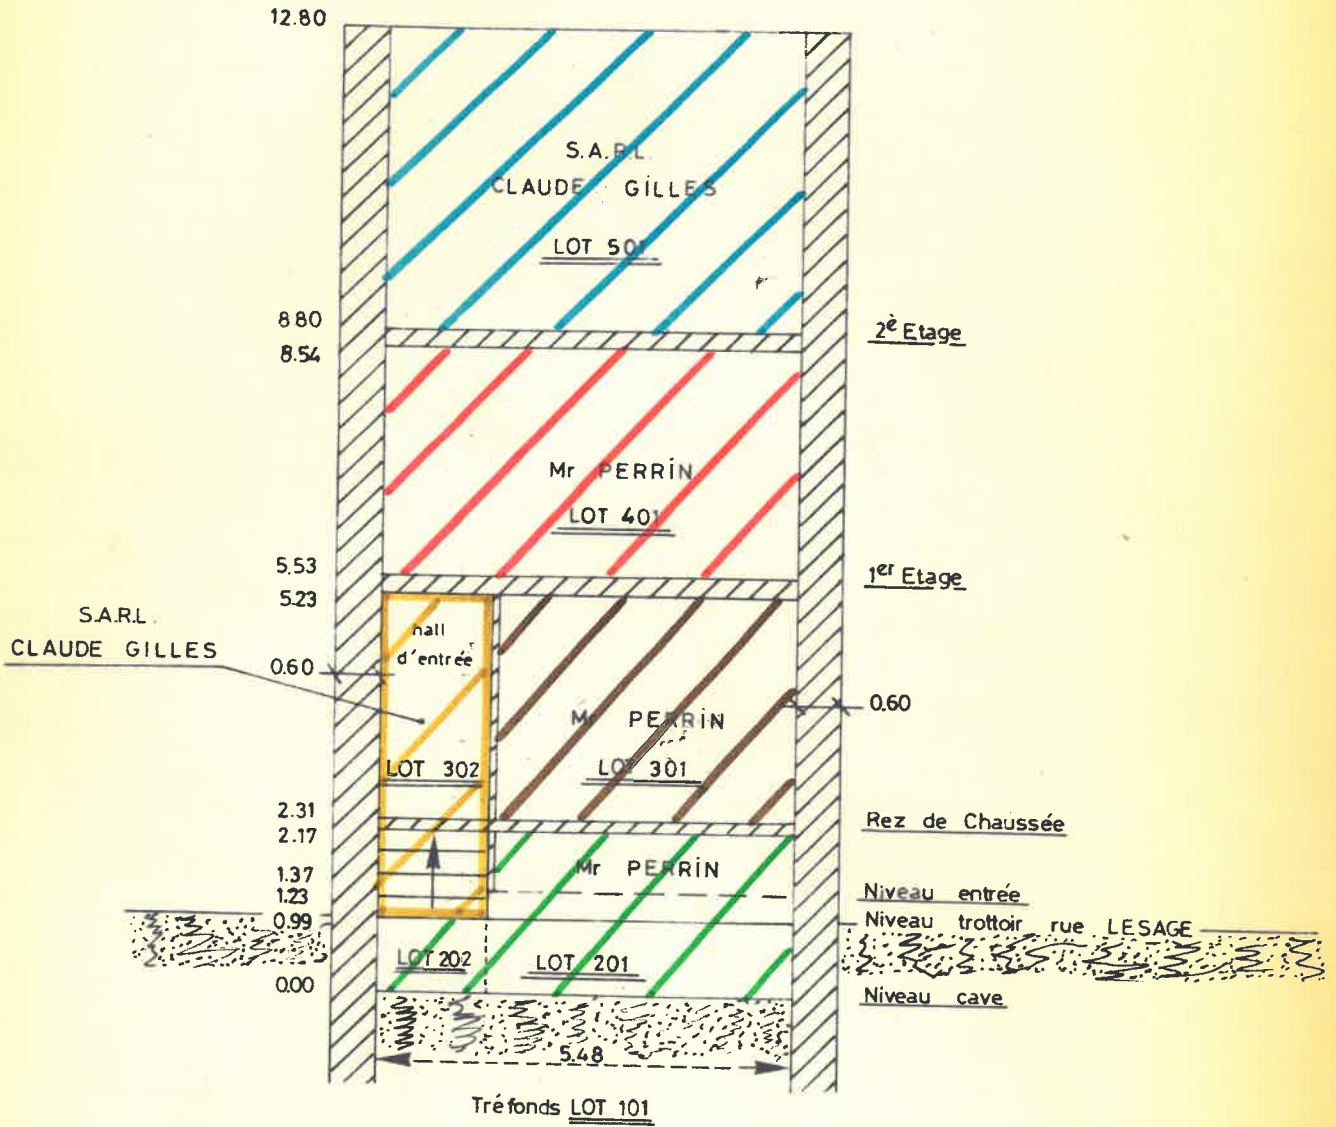 12.80
S.A.R.L.
CLAUDE GILLES
LOT 501
8 80
2è Etage
8.54
Mr PERRIN
LOT 401
5.53
1er Etage
5.23
S.A.R.L.
CLAUDE GILLES
hall
d'entrée
0.60
0.60
Mr PERRIN
LOT 302
LOT 301
2.31
Rez de Chaussée
2.17
Mr PERRIN
1.37
1.23
Niveau entrée
0.99
Niveau trottoir rue LESAGE
LOT 202
LOT 201
0.00
Niveau cave
5.48
Tréfonds LOT 101